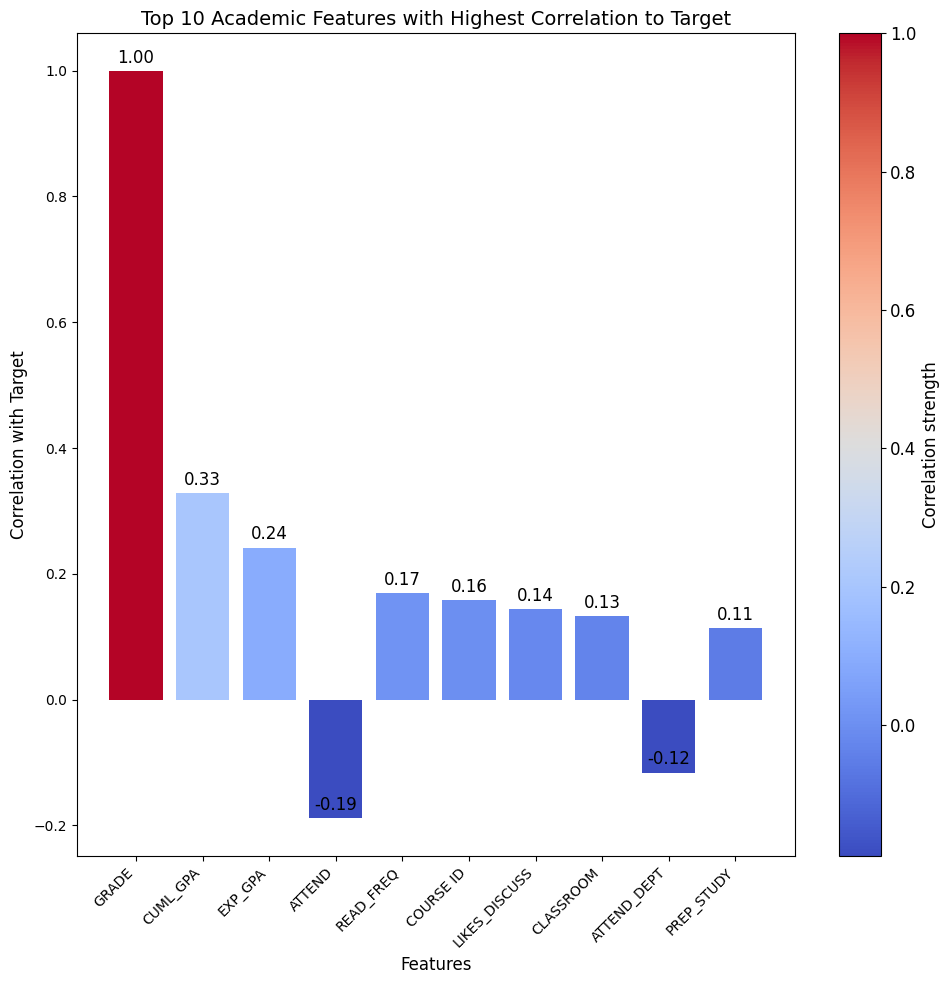 Top 10 Academic Features with Highest Correlation to Target
Correlation with Target
1.0
0.8
0.6
0.4
0.2
0.0
−0.2
1.00
0.33
0.24
-0.19
0.17
0.16
0.14
0.13
-0.12
0.11
GRADE
CUML_GPA
EXP_GPA
ATTEND
READ_FREQ
COURSE ID
LIKES_DISCUSS
CLASSROOM
ATTEND_DEPT
PREP_STUDY
Features
1.0
0.8
0.6
0.4
0.2
0.0
Correlation strength